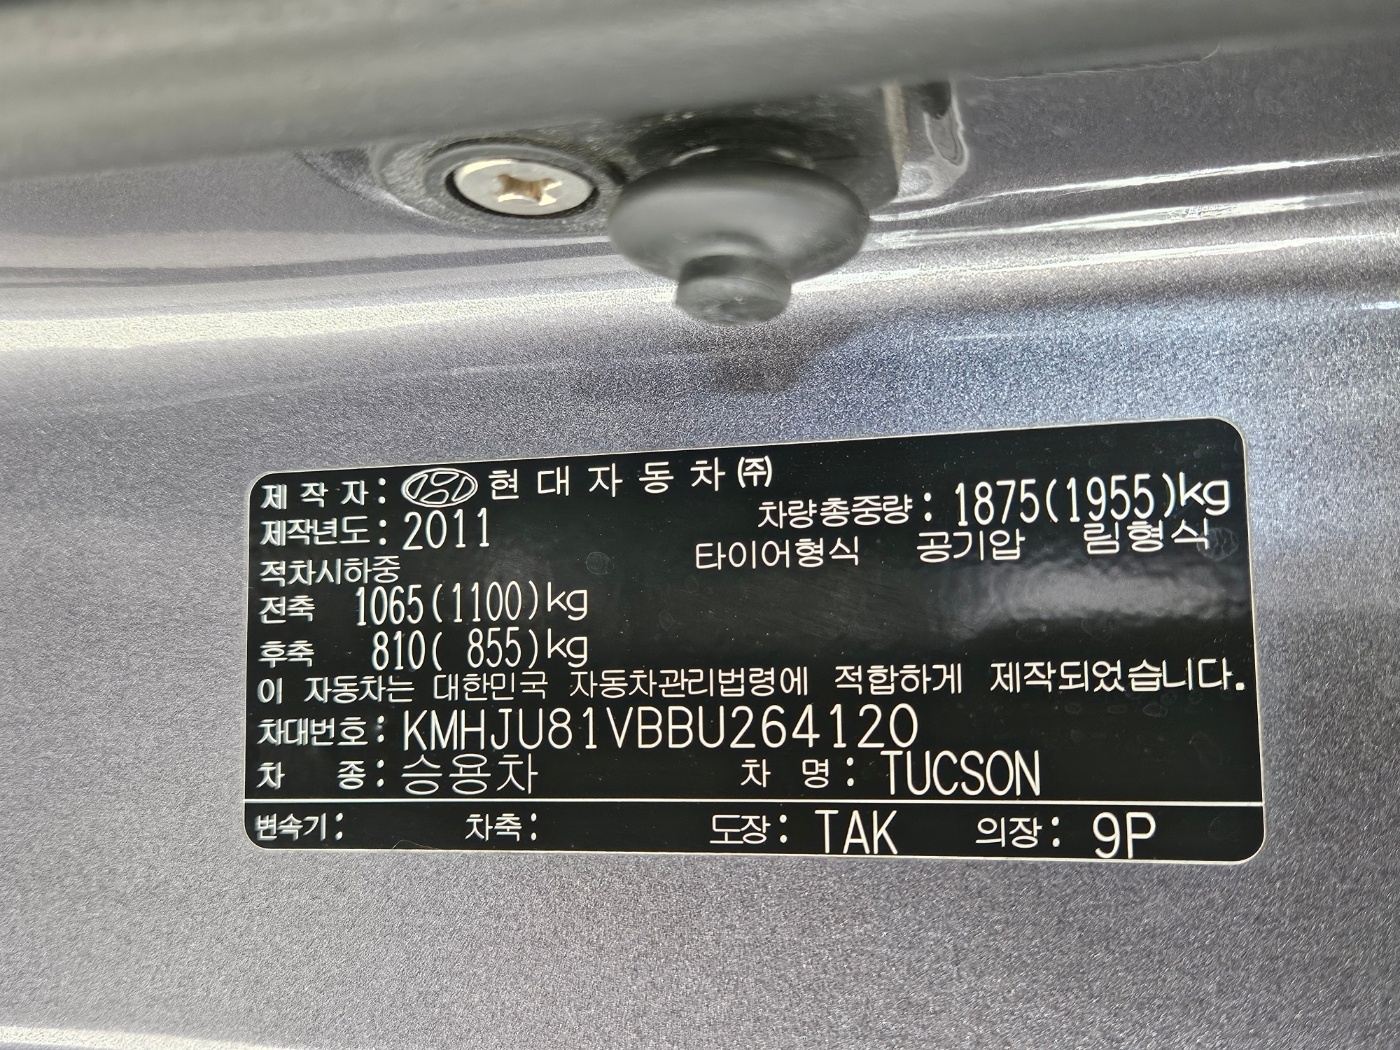 제 작 자 : 현 대 자 동 차 ㈜
제작년도 : 2011 차량총중량 : 1875(1955)kg
타이어형식 공기압 림형식
적차시하중
전축 1065(1100)kg
후축 810( 855)kg
이 자동차는 대한민국 자동차관리법령에 적합하게 제작되었습니다.
차대번호 : KMHJU81VBBU264120
차 종 : 승용차 차 명 : TUCSON
변속기 : 차축 : 도장 : TAK 의장 : 9P